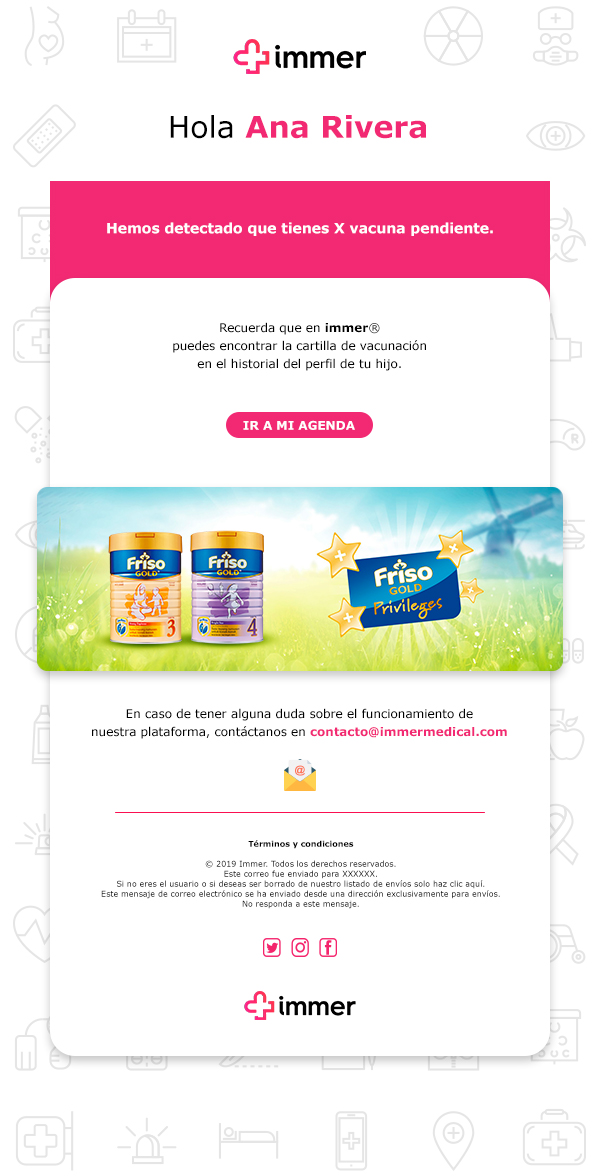 immer
Hola Ana Rivera
Hemos detectado que tienes X vacuna pendiente.
Recuerda que en immer®
puedes encontrar la cartilla de vacunación
en el historial del perfil de tu hijo.
IR A MI AGENDA
Friso
GOLD
3
Friso
GOLD
4
Friso
GOLD
Privileges
En caso de tener alguna duda sobre el funcionamiento de
nuestra plataforma, contáctanos en contacto@immermedical.com
@
Términos y condiciones
© 2019 Immer. Todos los derechos reservados.
Este correo fue enviado para XXXXXX.
Si no eres el usuario o si deseas ser borrado de nuestro listado de envíos solo haz clic aquí.
Este mensaje de correo electrónico se ha enviado desde una dirección exclusivamente para envíos.
No responda a este mensaje.
immer